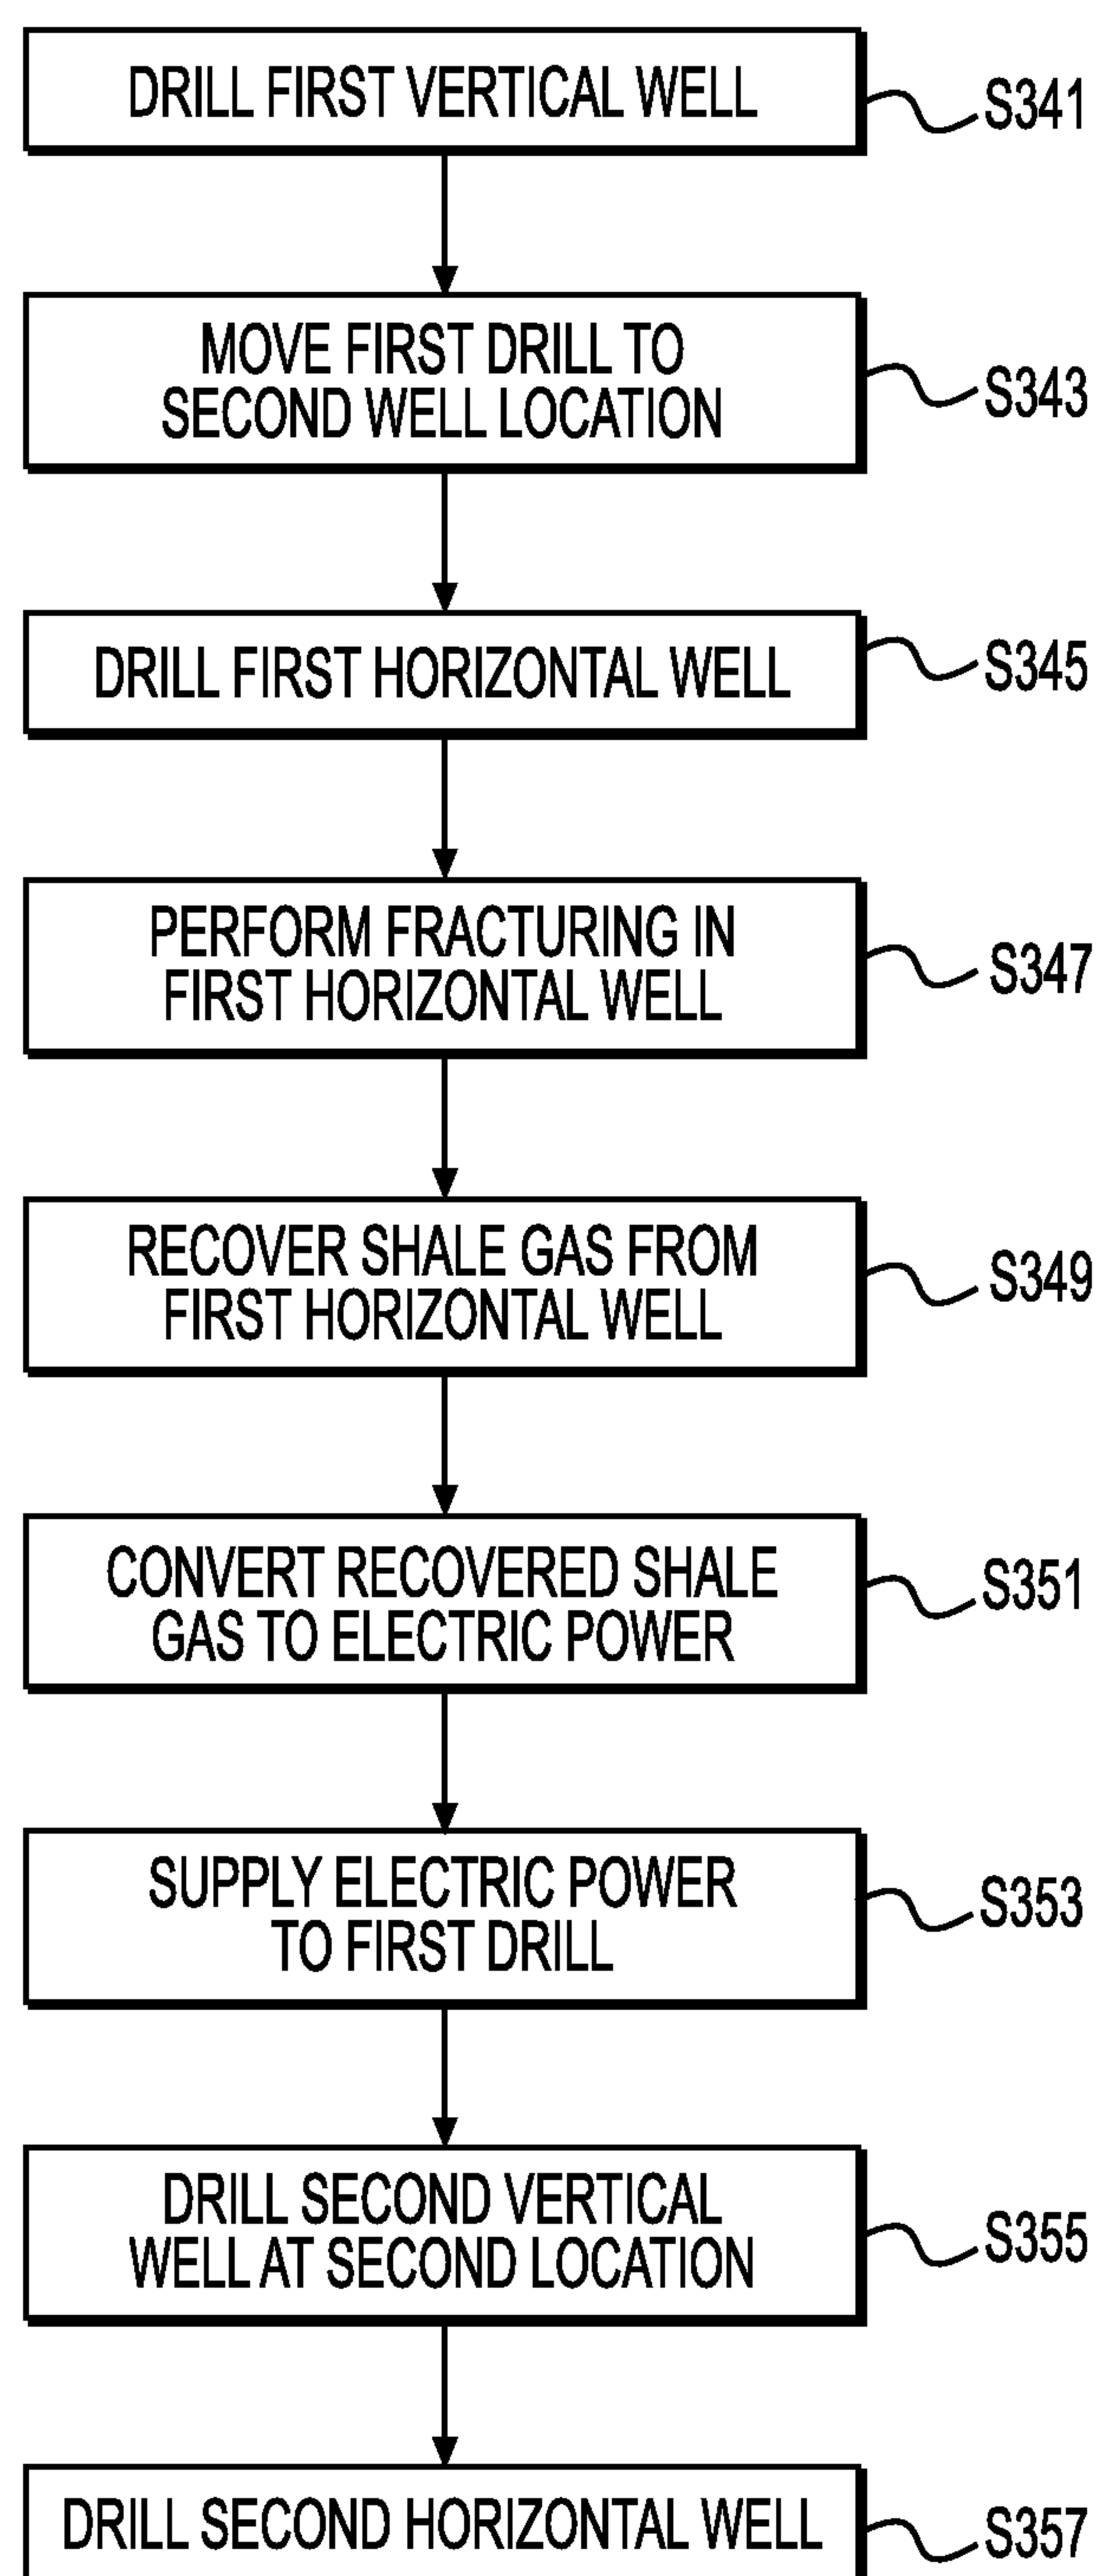 DRILL FIRST VERTICAL WELL
S341
MOVE FIRST DRILL TO
SECOND WELL LOCATION
S343
DRILL FIRST HORIZONTAL WELL
S345
PERFORM FRACTURING IN
FIRST HORIZONTAL WELL
S347
RECOVER SHALE GAS FROM
FIRST HORIZONTAL WELL
S349
CONVERT RECOVERED SHALE
GAS TO ELECTRIC POWER
S351
SUPPLY ELECTRIC POWER
TO FIRST DRILL
S353
DRILL SECOND VERTICAL
WELL AT SECOND LOCATION
S355
DRILL SECOND HORIZONTAL WELL
S357